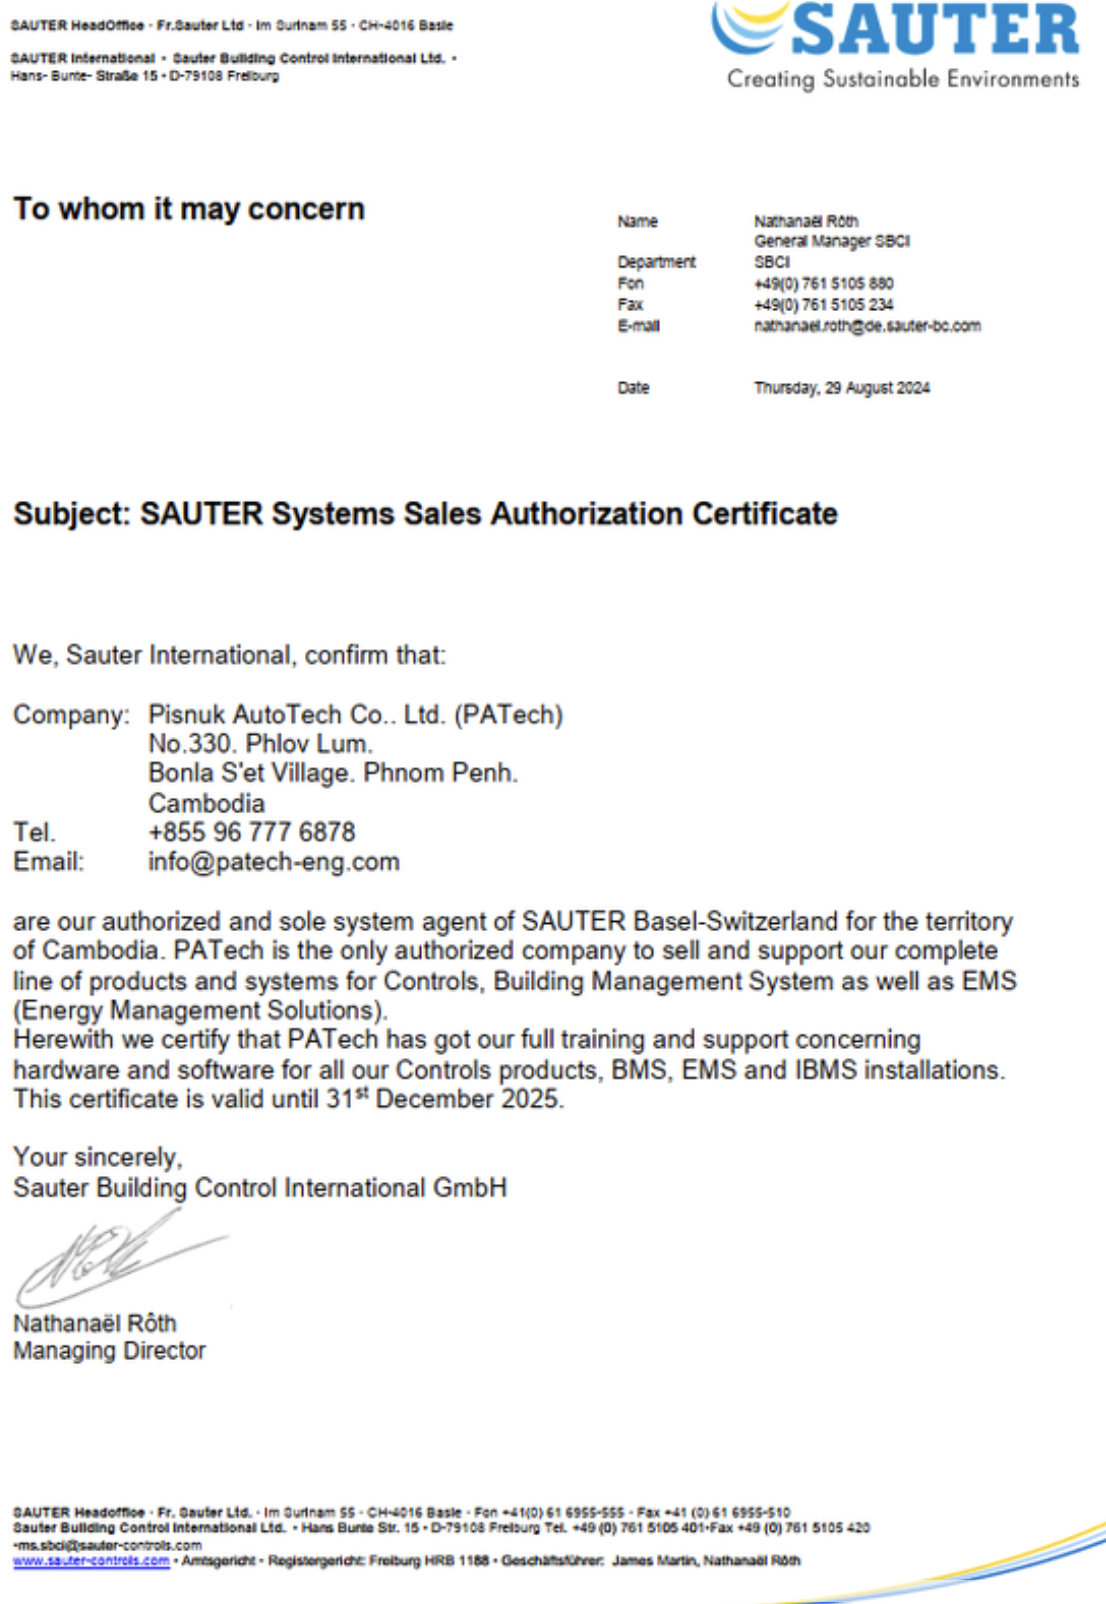 SAUTER HeadOffice · Fr.Sauter Ltd · Im Surinam 55 · CH-4016 Basle
SAUTER International • Sauter Building Control International Ltd. •
Hans- Bunte- Straße 15 • D-79108 Freiburg
SAUTER
Creating Sustainable Environments
To whom it may concern
Name Nathanaël Rôth
General Manager SBCI
Department SBCI
Fon +49(0) 761 5105 880
Fax +49(0) 761 5105 234
E-mail nathanael.roth@de.sauter-bc.com
Date Thursday, 29 August 2024
Subject: SAUTER Systems Sales Authorization Certificate
We, Sauter International, confirm that:
Company: Pisnuk AutoTech Co.. Ltd. (PATech)
No.330. Phlov Lum.
Bonla S'et Village. Phnom Penh.
Cambodia
Tel. +855 96 777 6878
Email: info@patech-eng.com
are our authorized and sole system agent of SAUTER Basel-Switzerland for the territory
of Cambodia. PATech is the only authorized company to sell and support our complete
line of products and systems for Controls, Building Management System as well as EMS
(Energy Management Solutions).
Herewith we certify that PATech has got our full training and support concerning
hardware and software for all our Controls products, BMS, EMS and IBMS installations.
This certificate is valid until 31st December 2025.
Your sincerely,
Sauter Building Control International GmbH
Nathanaël Rôth
Managing Director
SAUTER Headoffice · Fr. Sauter Ltd. · Im Surinam 55 · CH-4016 Basle · Fon +41(0) 61 6955-555 · Fax +41 (0) 61 6955-510
Sauter Building Control International Ltd. • Hans Bunte Str. 15 • D-79108 Freiburg Tel. +49 (0) 761 5105 401•Fax +49 (0) 761 5105 420
•ms.sbci@sauter-controls.com
www.sauter-controls.com • Amtsgericht • Registergericht: Freiburg HRB 1188 • Geschäftsführer: James Martin, Nathanaël Rôth